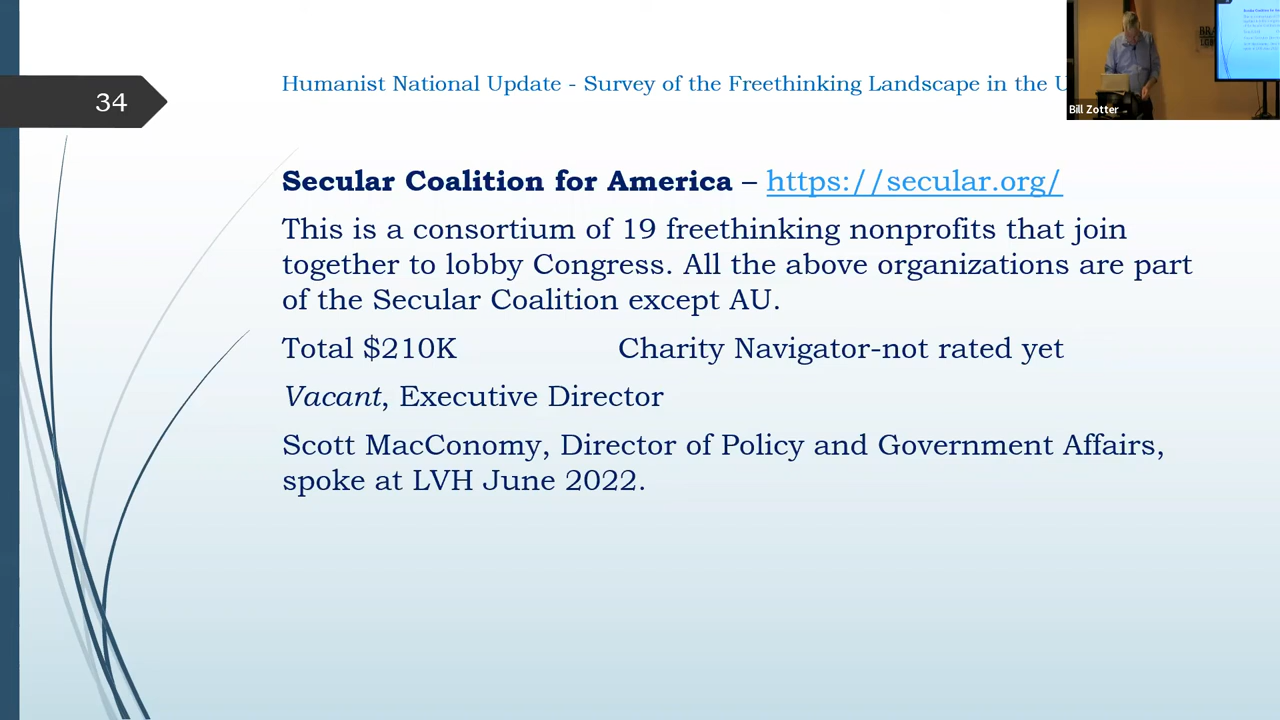 34
Humanist National Update - Survey of the Freethinking Landscape in the U
Bill Zotter
Secular Coalition for America – https://secular.org/
This is a consortium of 19 freethinking nonprofits that join
together to lobby Congress. All the above organizations are part
of the Secular Coalition except AU.
Total $210K Charity Navigator-not rated yet
Vacant, Executive Director
Scott MacConomy, Director of Policy and Government Affairs,
spoke at LVH June 2022.